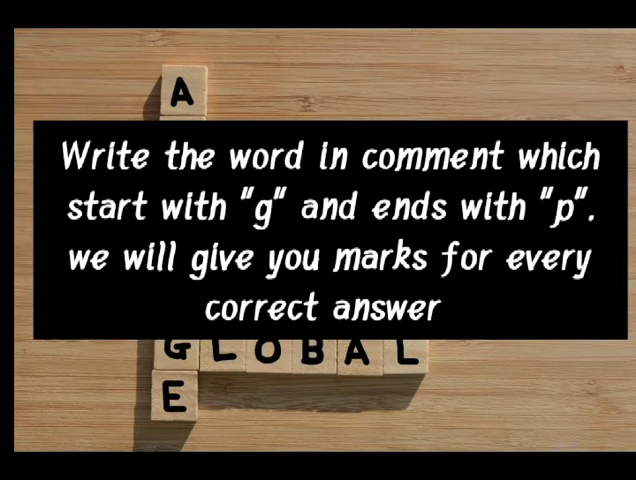 A
Write the word in comment which
start with "g" and ends with "p".
we will give you marks for every
correct answer
GLOBAL
E